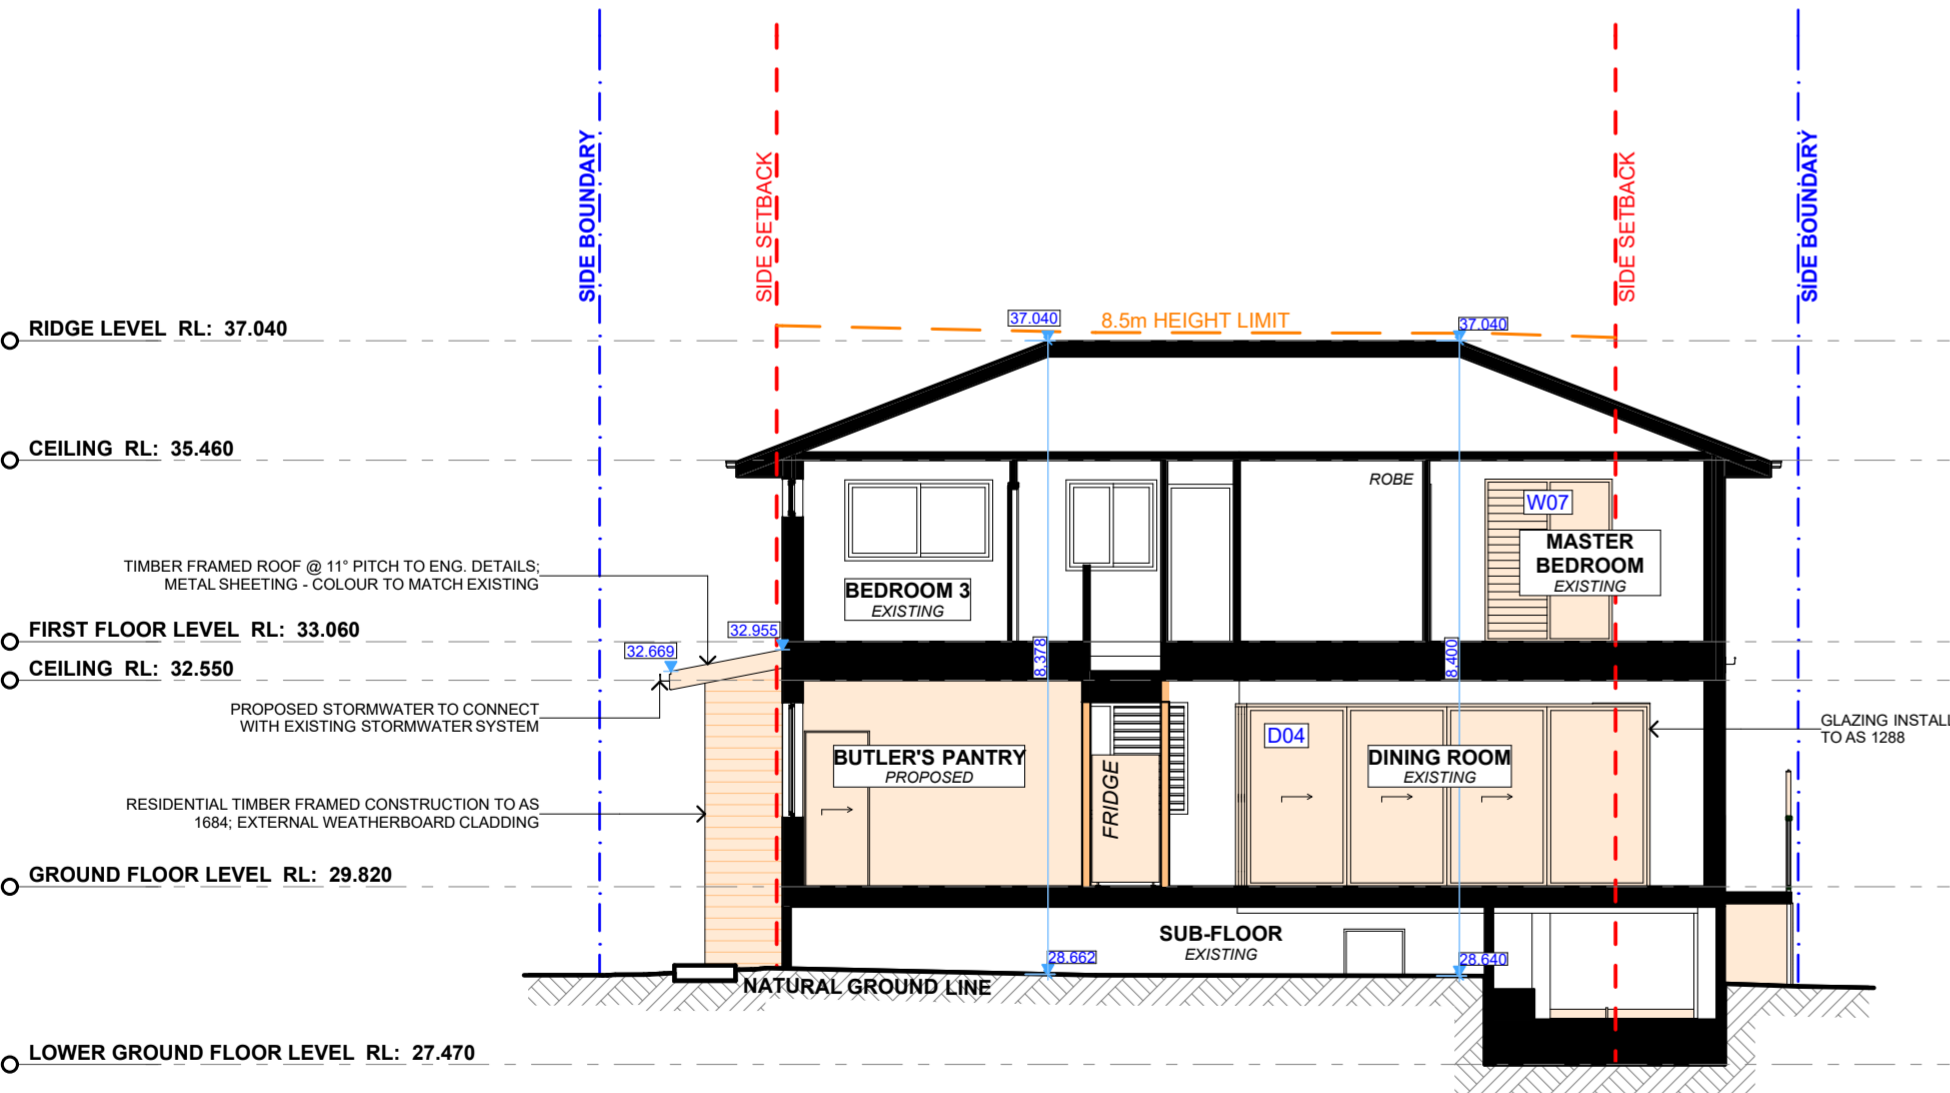 SIDE BOUNDARY
SIDE SETBACK
SIDE SETBACK
SIDE BOUNDARY
RIDGE LEVEL RL: 37.040
37.040
8.5m HEIGHT LIMIT
37.040
CEILING RL: 35.460
ROBE
W07
MASTER
BEDROOM
EXISTING
TIMBER FRAMED ROOF @ 11° PITCH TO ENG. DETAILS;
METAL SHEETING - COLOUR TO MATCH EXISTING
BEDROOM 3
EXISTING
FIRST FLOOR LEVEL RL: 33.060
32.955
32.669
8.378
8.400
CEILING RL: 32.550
PROPOSED STORMWATER TO CONNECT
WITH EXISTING STORMWATER SYSTEM
GLAZING INSTALL
TO AS 1288
D04
BUTLER'S PANTRY
PROPOSED
FRIDGE
DINING ROOM
EXISTING
RESIDENTIAL TIMBER FRAMED CONSTRUCTION TO AS
1684; EXTERNAL WEATHERBOARD CLADDING
GROUND FLOOR LEVEL RL: 29.820
SUB-FLOOR
EXISTING
28.662
28.640
NATURAL GROUND LINE
LOWER GROUND FLOOR LEVEL RL: 27.470